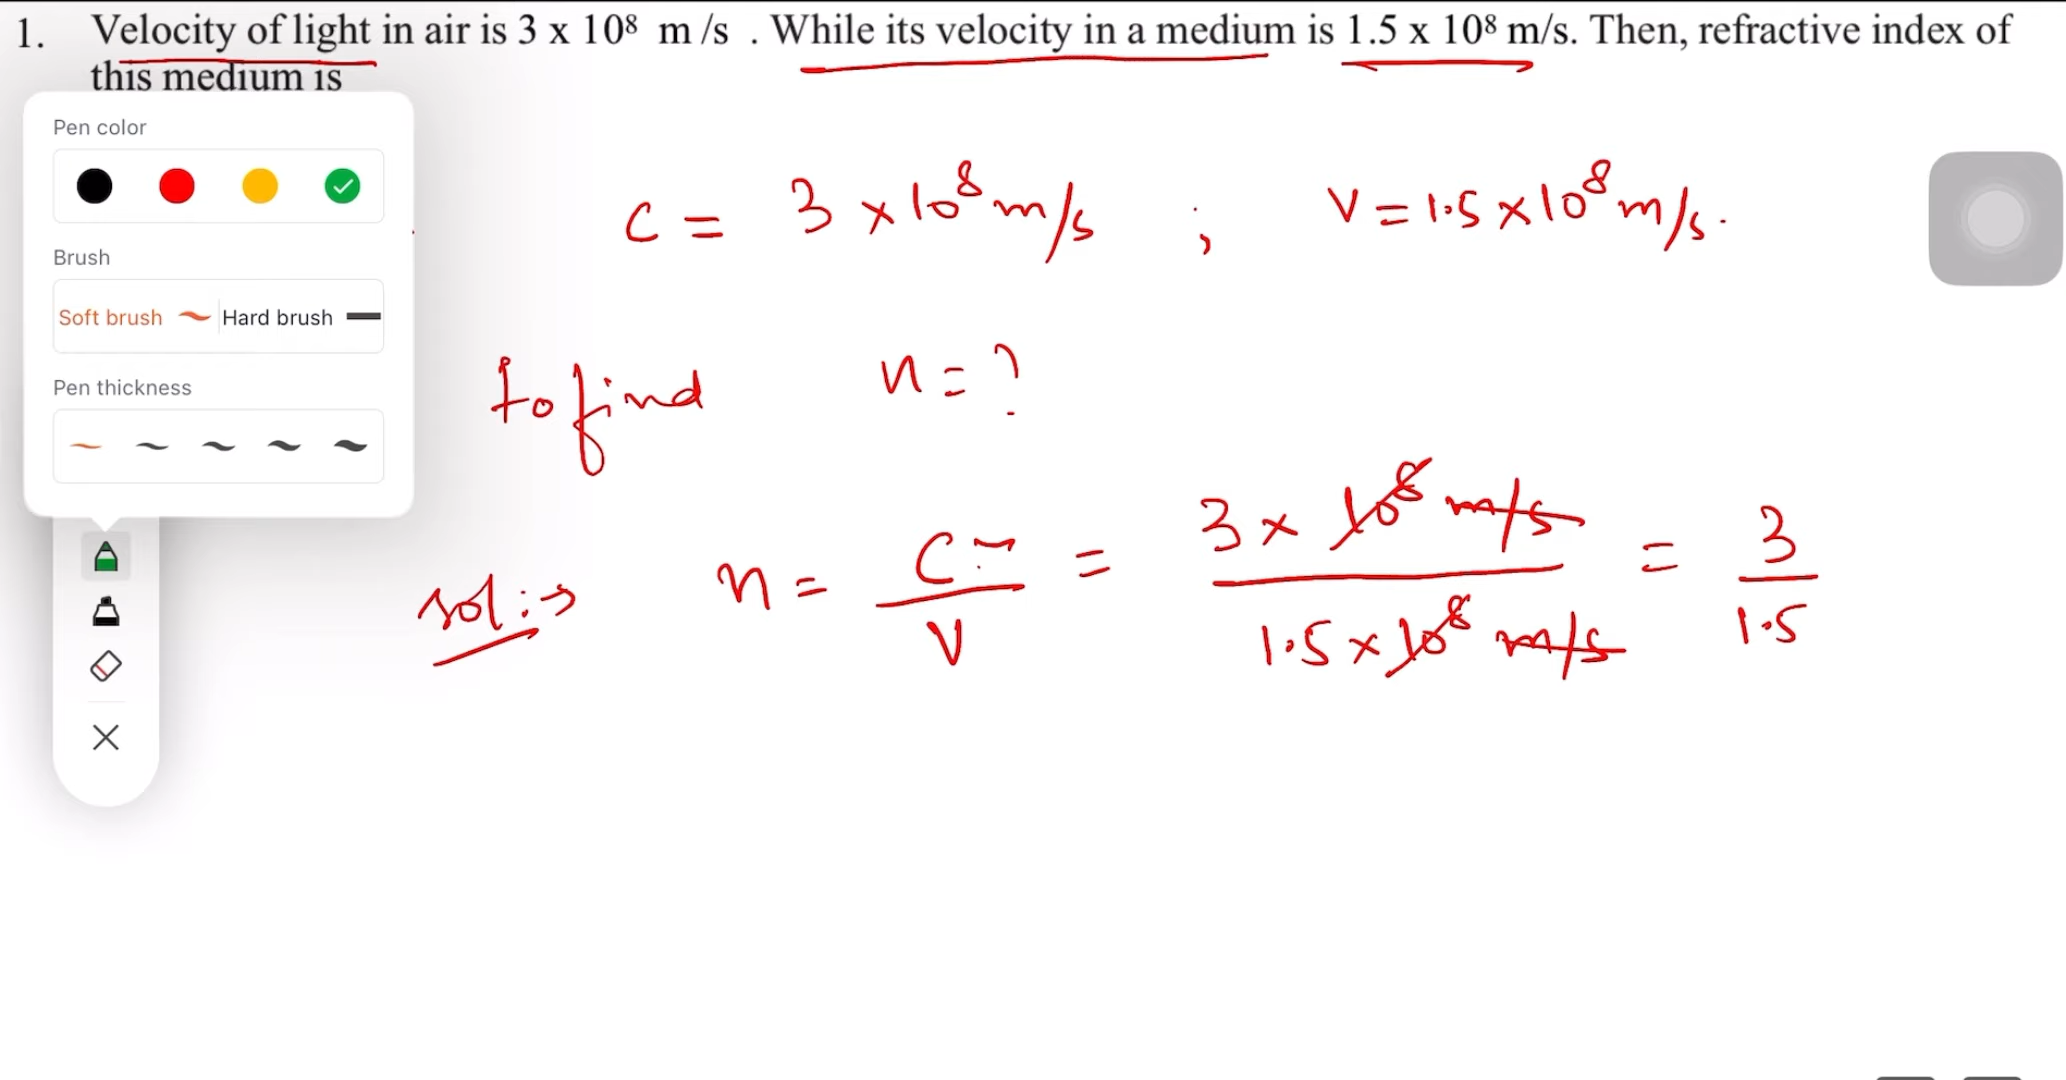 1. Velocity of light in air is 3 x 10⁸ m /s . While its velocity in a medium is 1.5 x 10⁸ m/s. Then, refractive index of
this medium is
Pen color
Brush
Soft brush Hard brush
Pen thickness
c = 3 × 10⁸ m/s ; v = 1.5 × 10⁸ m/s.
to find n = ?
sol :→ n = c/v = 3 × 10⁸ m/s / 1.5 × 10⁸ m/s = 3/1.5